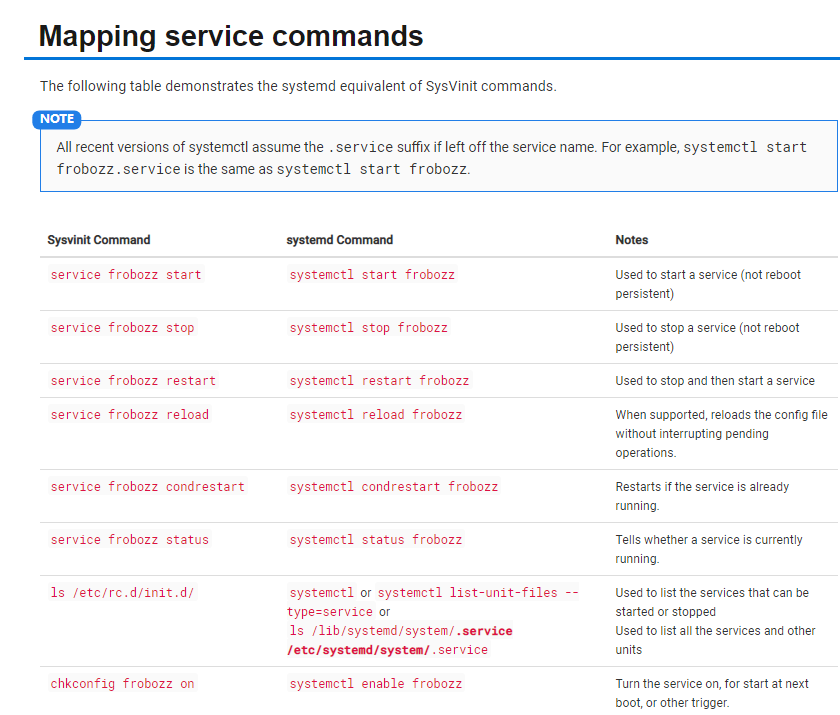 Mapping service commands
The following table demonstrates the systemd equivalent of SysVinit commands.
NOTE
All recent versions of systemctl assume the .service suffix if left off the service name. For example, systemctl start
frobozz.service is the same as systemctl start frobozz.
Sysvinit Command systemd Command Notes
service frobozz start systemctl start frobozz Used to start a service (not reboot
persistent)
service frobozz stop systemctl stop frobozz Used to stop a service (not reboot
persistent)
service frobozz restart systemctl restart frobozz Used to stop and then start a service
service frobozz reload systemctl reload frobozz When supported, reloads the config file
without interrupting pending
operations.
service frobozz condrestart systemctl condrestart frobozz Restarts if the service is already
running.
service frobozz status systemctl status frobozz Tells whether a service is currently
running.
ls /etc/rc.d/init.d/ systemctl or systemctl list-unit-files -- Used to list the services that can be
type=service or started or stopped
ls /lib/systemd/system/.service Used to list all the services and other
/etc/systemd/system/.service units
chkconfig frobozz on systemctl enable frobozz Turn the service on, for start at next
boot, or other trigger.